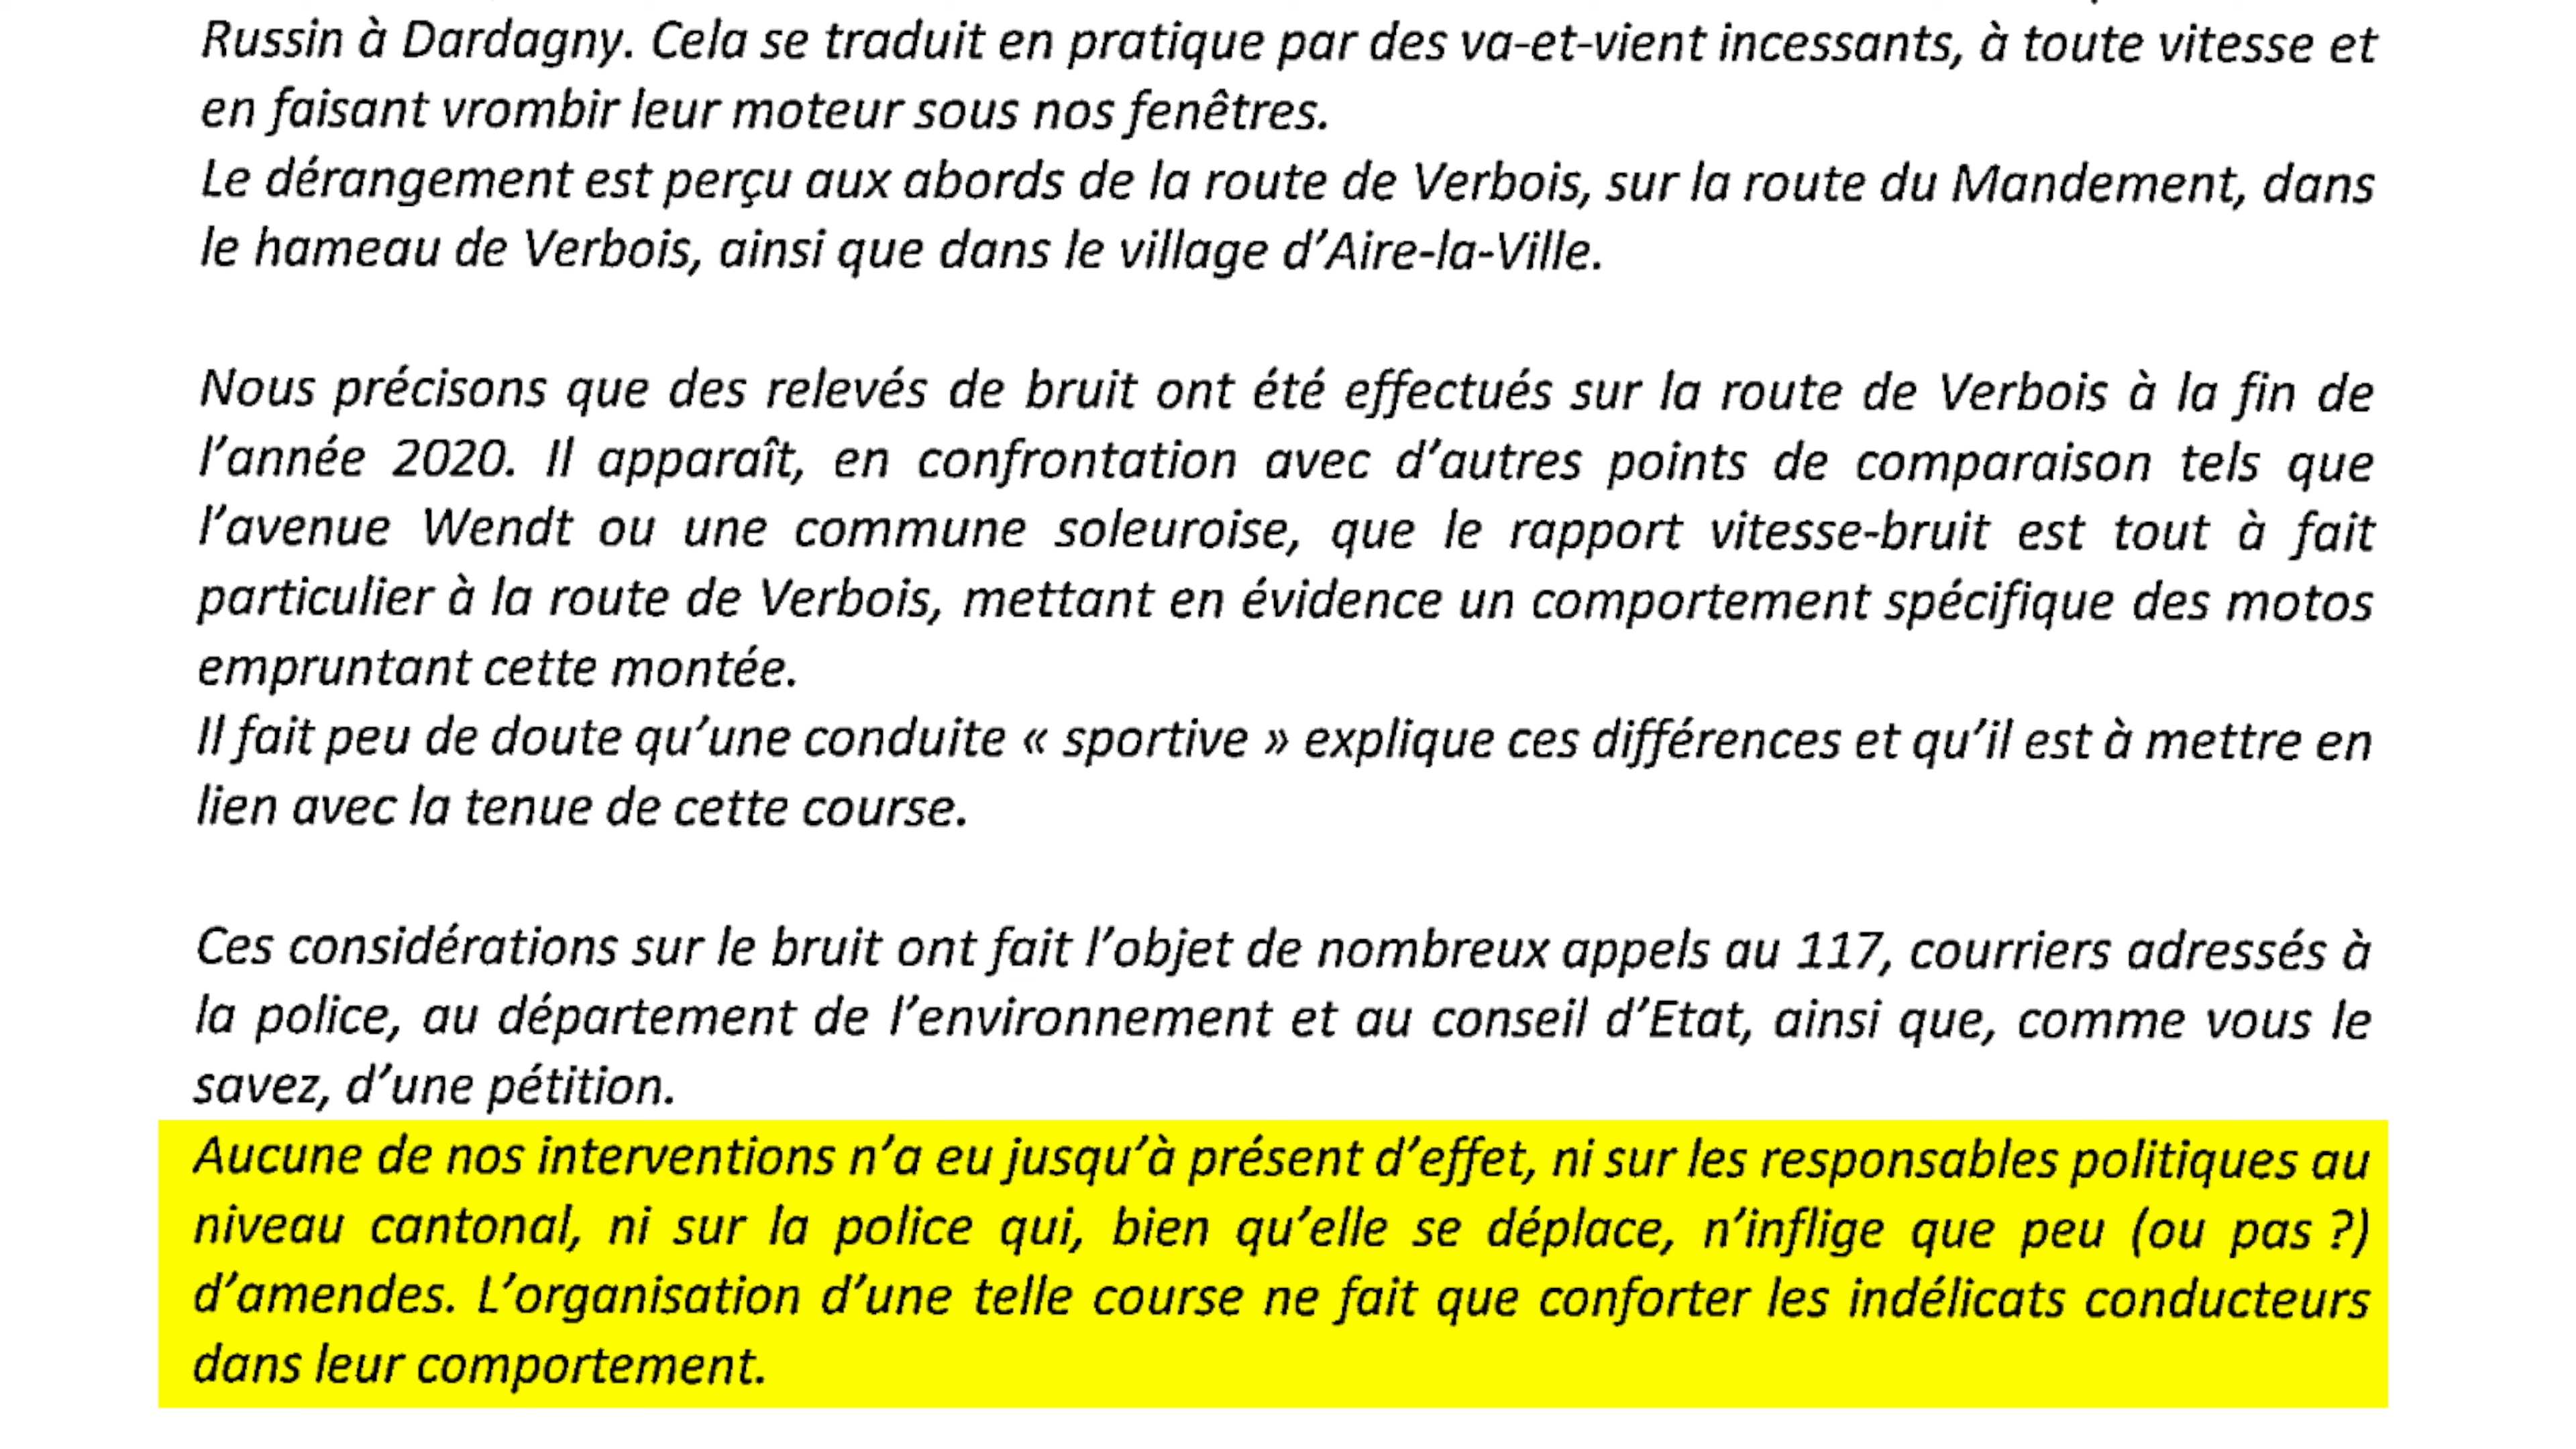 Russin à Dardagny. Cela se traduit en pratique par des va-et-vient incessants, à toute vitesse et
en faisant vrombir leur moteur sous nos fenêtres.
Le dérangement est perçu aux abords de la route de Verbois, sur la route du Mandement, dans
le hameau de Verbois, ainsi que dans le village d’Aire-la-Ville.
Nous précisons que des relevés de bruit ont été effectués sur la route de Verbois à la fin de
l’année 2020. Il apparaît, en confrontation avec d’autres points de comparaison tels que
l’avenue Wendt ou une commune soleuroise, que le rapport vitesse-bruit est tout à fait
particulier à la route de Verbois, mettant en évidence un comportement spécifique des motos
empruntant cette montée.
Il fait peu de doute qu’une conduite « sportive » explique ces différences et qu’il est à mettre en
lien avec la tenue de cette course.
Ces considérations sur le bruit ont fait l’objet de nombreux appels au 117, courriers adressés à
la police, au département de l’environnement et au conseil d’Etat, ainsi que, comme vous le
savez, d’une pétition.
Aucune de nos interventions n’a eu jusqu’à présent d’effet, ni sur les responsables politiques au
niveau cantonal, ni sur la police qui, bien qu’elle se déplace, n’inflige que peu (ou pas ?)
d’amendes. L’organisation d’une telle course ne fait que conforter les indélicats conducteurs
dans leur comportement.